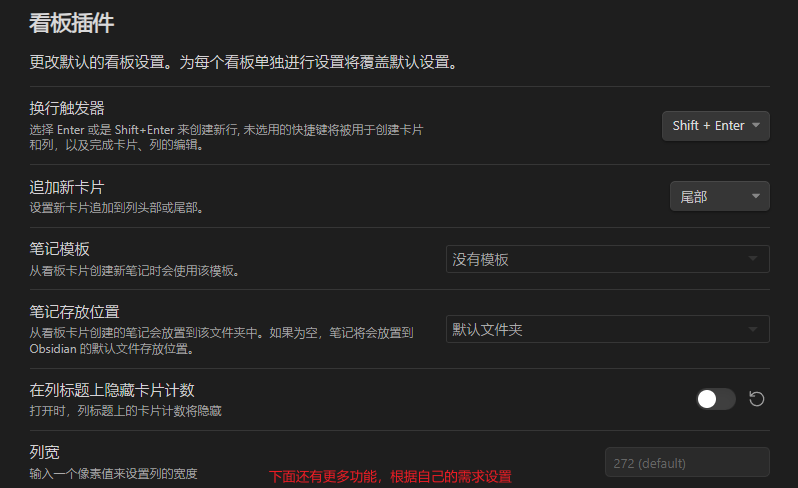 看板插件
更改默认的看板设置。为每个看板单独进行设置将覆盖默认设置。
换行触发器
选择 Enter 或是 Shift+Enter 来创建新行, 未选用的快捷键将被用于创建卡片
和列，以及完成卡片、列的编辑。
Shift + Enter
追加新卡片
设置新卡片追加到列头部或尾部。
尾部
笔记模板
从看板卡片创建新笔记时会使用该模板。
没有模板
笔记存放位置
从看板卡片创建的笔记会放置到该文件夹中。如果为空，笔记将会放置到
Obsidian 的默认文件存放位置。
默认文件夹
在列标题上隐藏卡片计数
打开时，列标题上的卡片计数将隐藏
列宽
输入一个像素值来设置列的宽度
272 (default)
下面还有更多功能，根据自己的需求设置